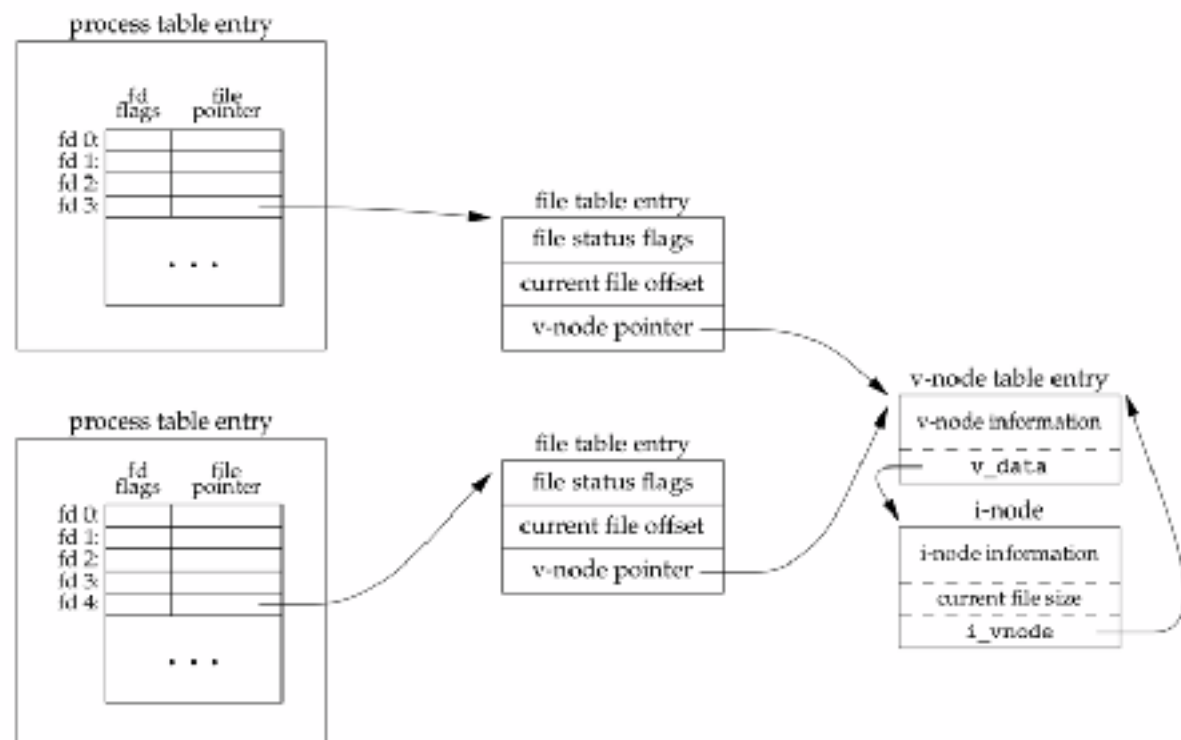 process table entry
fd flags
file pointer
fd 0:
fd 1:
fd 2:
fd 3:
. . .
file table entry
file status flags
current file offset
v-node pointer
process table entry
fd flags
file pointer
fd 0:
fd 1:
fd 2:
fd 3:
fd 4:
. . .
file table entry
file status flags
current file offset
v-node pointer
v-node table entry
v-node information
v_data
i-node
i-node information
current file size
i_vnode